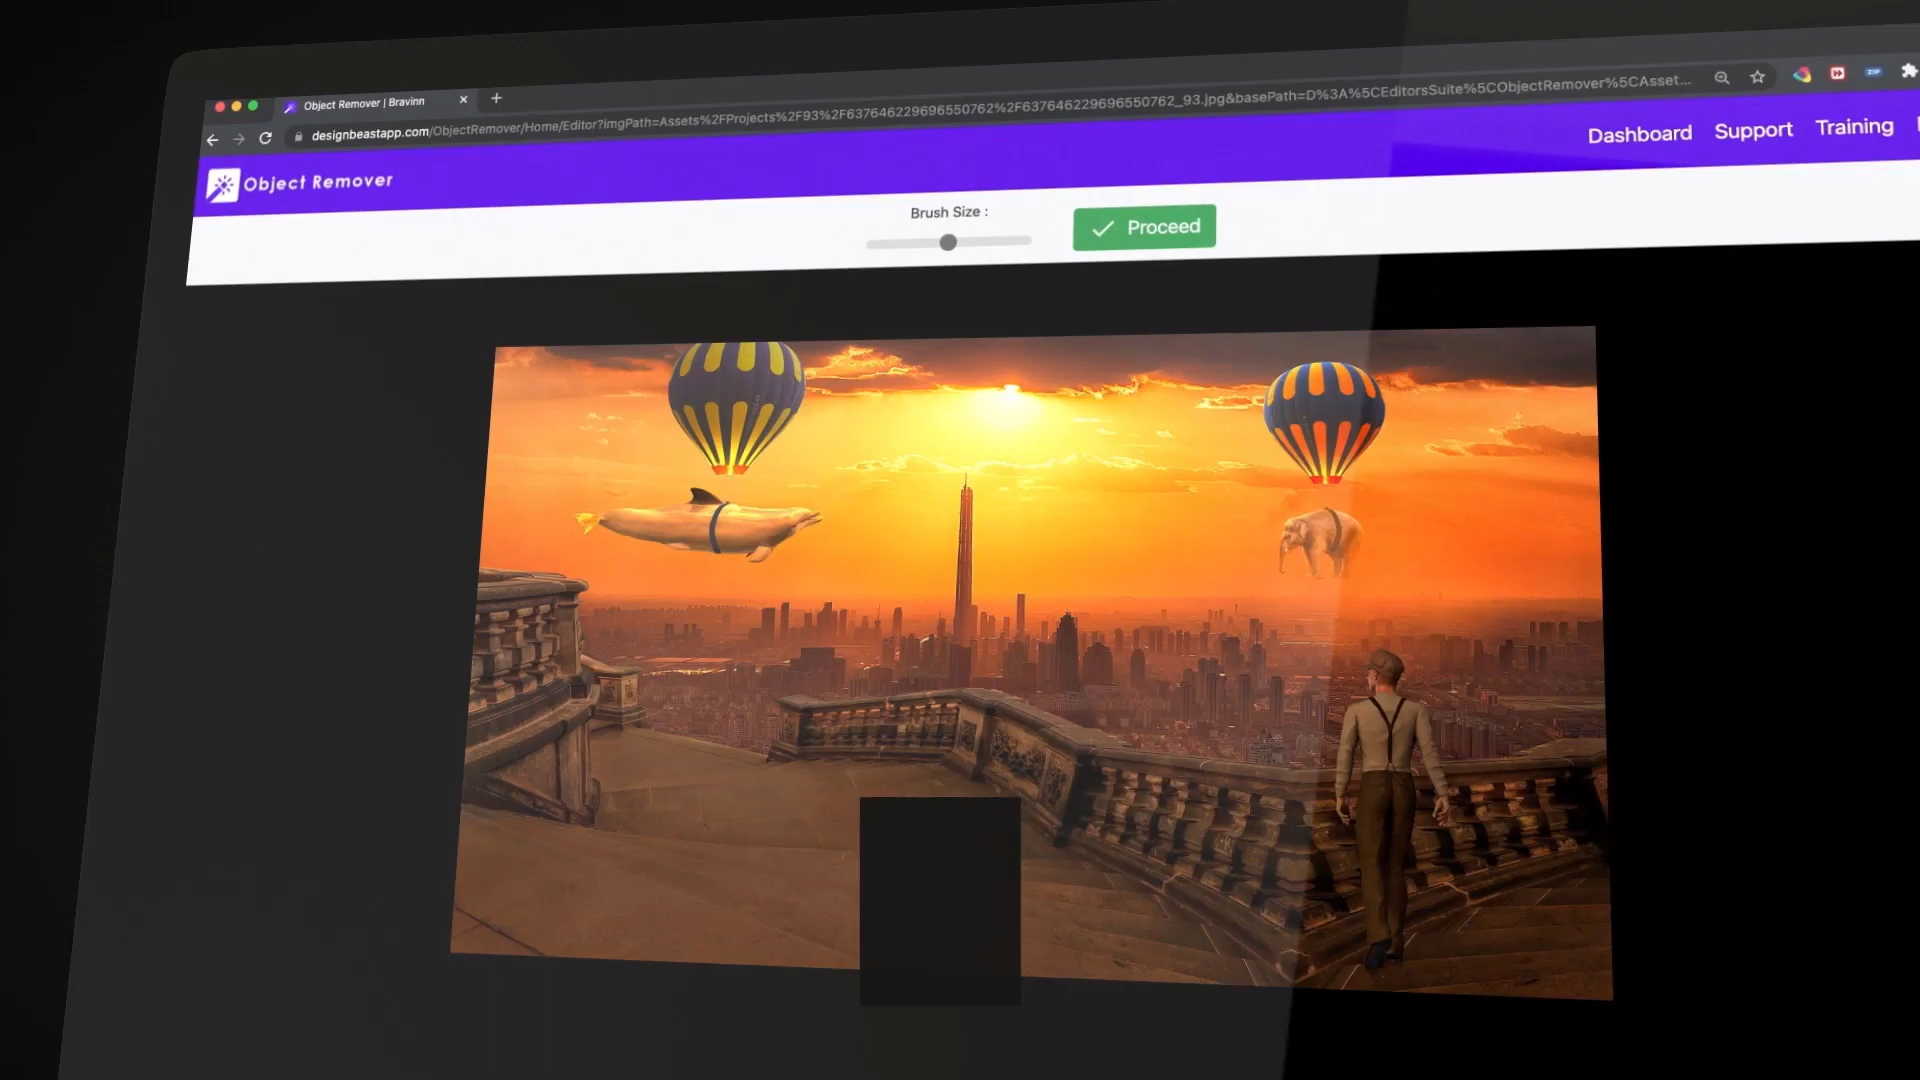 Object Remover | Bravinn
designbeastapp.com/ObjectRemover/Home/Editor?imgPath=Assets%2FProjects%2F93%2F637646229696550762%2F637646229696550762_93.jpg&basePath=D%3A%5CEditorsSuite%5CObjectRemover%5CAsset...
ZIP
Object Remover
Dashboard Support Training
Brush Size :
Proceed